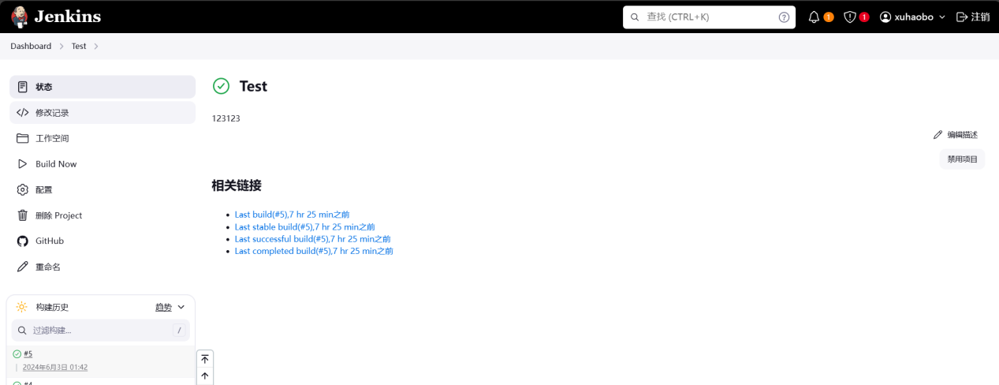 Jenkins
查找 (CTRL+K)
1
1
xuhaobo
注销
Dashboard
Test
状态
修改记录
工作空间
Build Now
配置
删除 Project
GitHub
重命名
构建历史
趋势
过滤构建...
/
#5
2024年6月3日 01:42
#4
Test
123123
编辑描述
禁用项目
相关链接
Last build(#5),7 hr 25 min之前
Last stable build(#5),7 hr 25 min之前
Last successful build(#5),7 hr 25 min之前
Last completed build(#5),7 hr 25 min之前